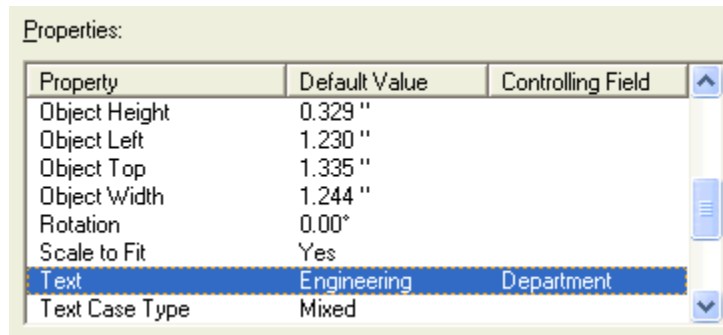 Properties:
Property Default Value Controlling Field
Object Height 0.329 "
Object Left 1.230 "
Object Top 1.335 "
Object Width 1.244 "
Rotation 0.00°
Scale to Fit Yes
Text Engineering Department
Text Case Type Mixed